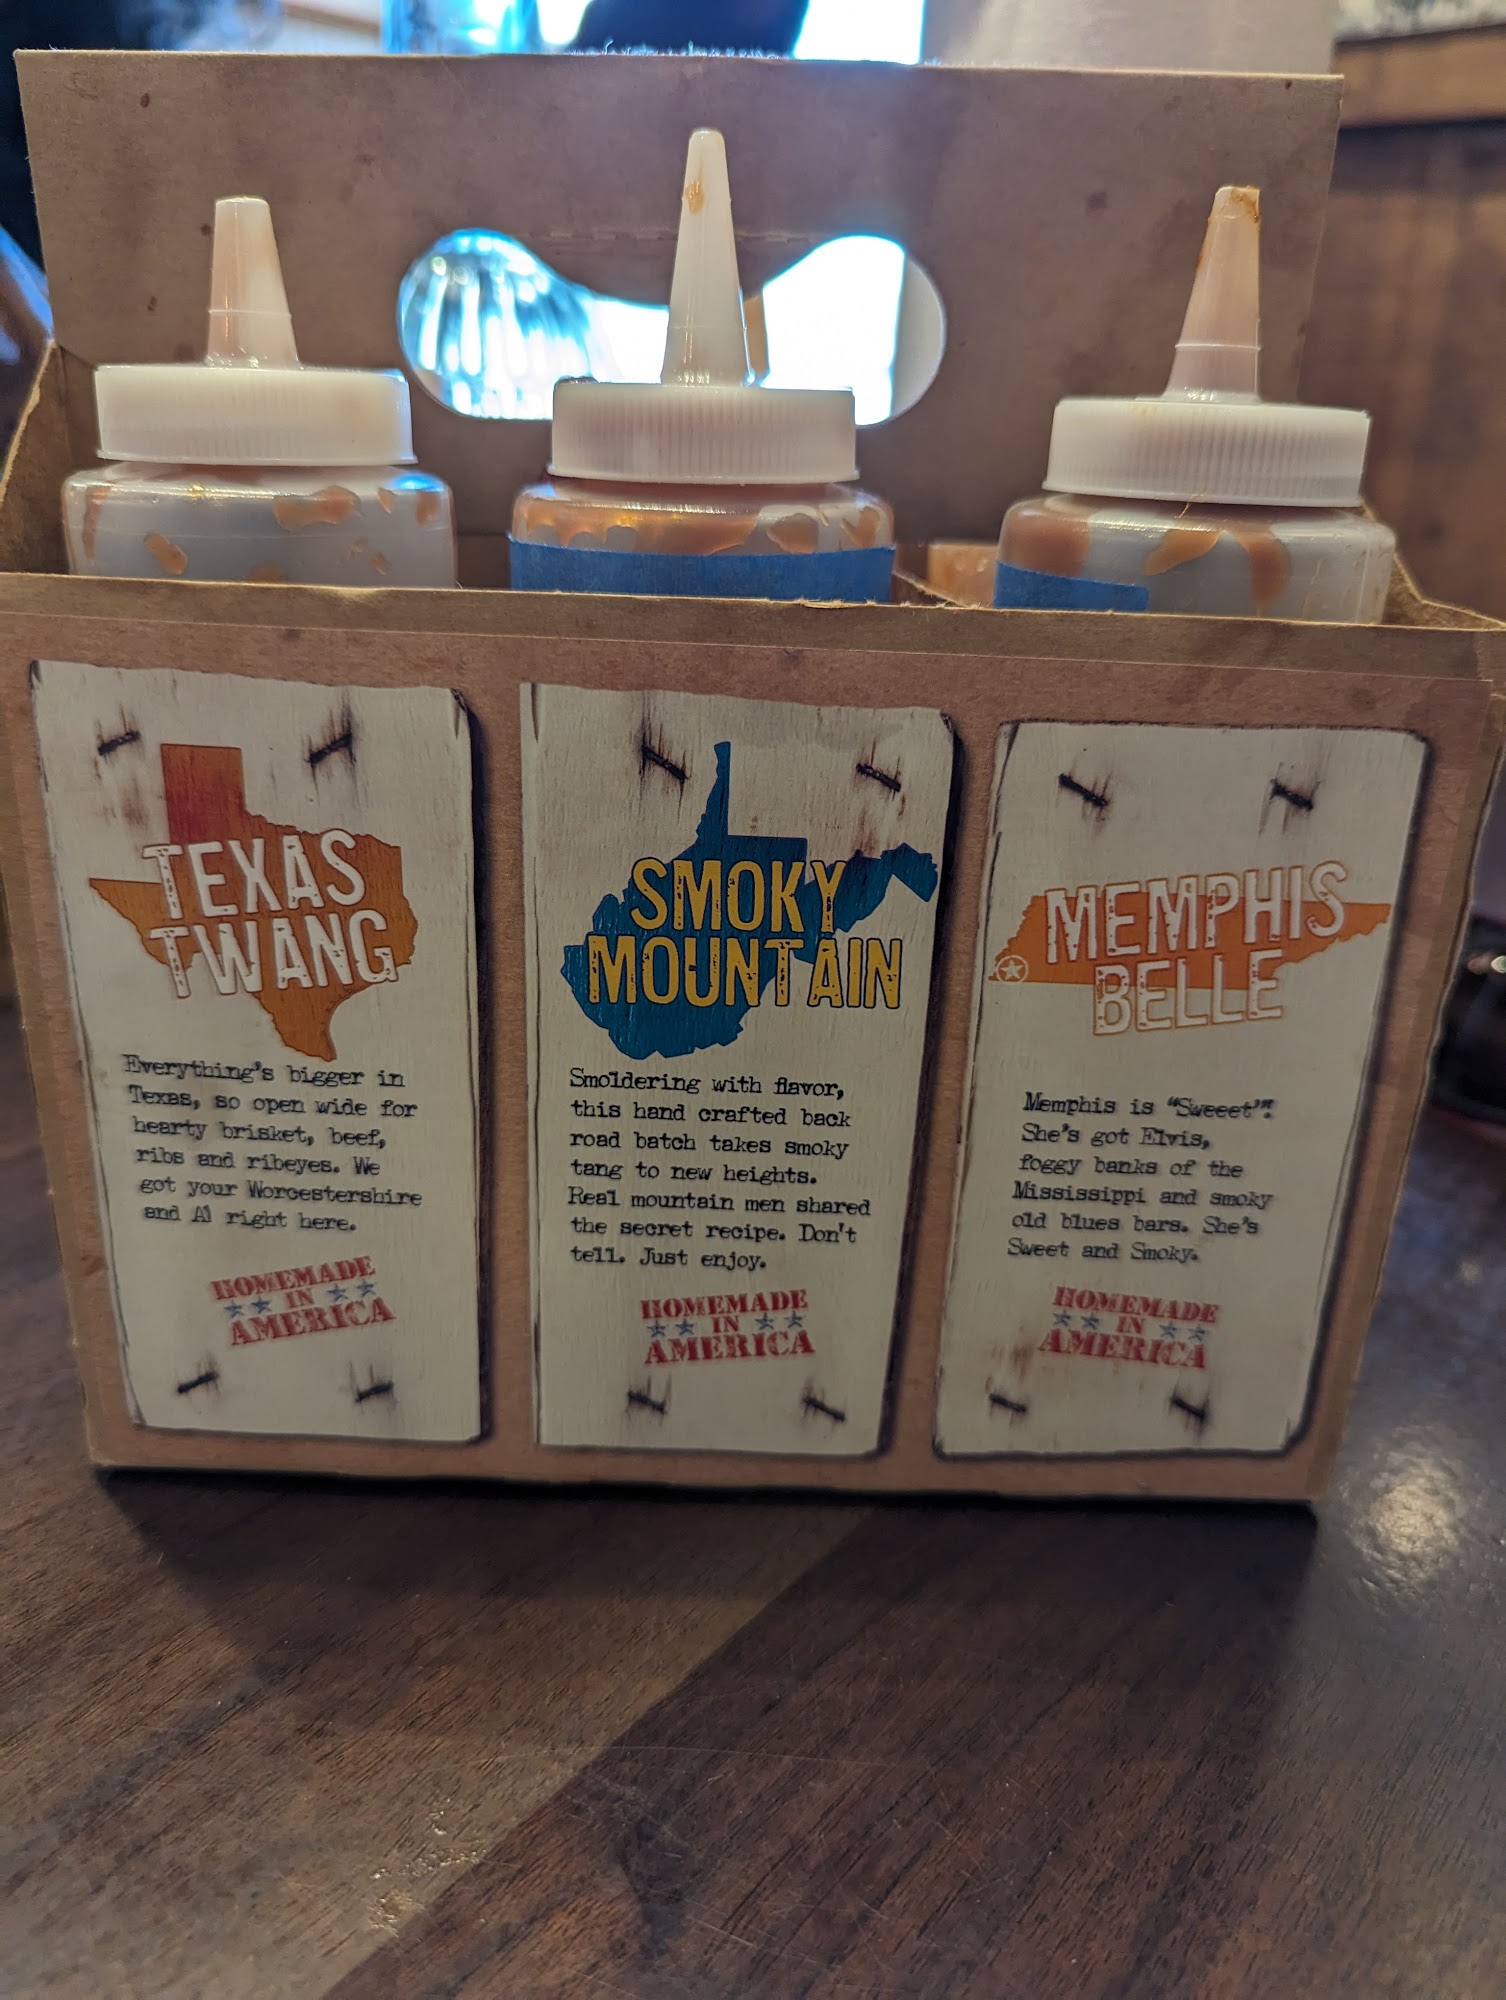 TEXAS
TWANG
Everything's bigger in
Texas, so open wide for
hearty brisket, beef,
ribs and ribeyes. We
got your Worcestershire
and A1 right here.
HOMEMADE
IN
AMERICA
SMOKY
MOUNTAIN
Smoldering with flavor,
this hand crafted back
road batch takes smoky
tang to new heights.
Real mountain men shared
the secret recipe. Don't
tell. Just enjoy.
HOMEMADE
IN
AMERICA
MEMPHIS
BELLE
Memphis is "Sweeet"!
She's got Elvis,
foggy banks of the
Mississippi and smoky
old blues bars. She's
Sweet and Smoky.
HOMEMADE
IN
AMERICA